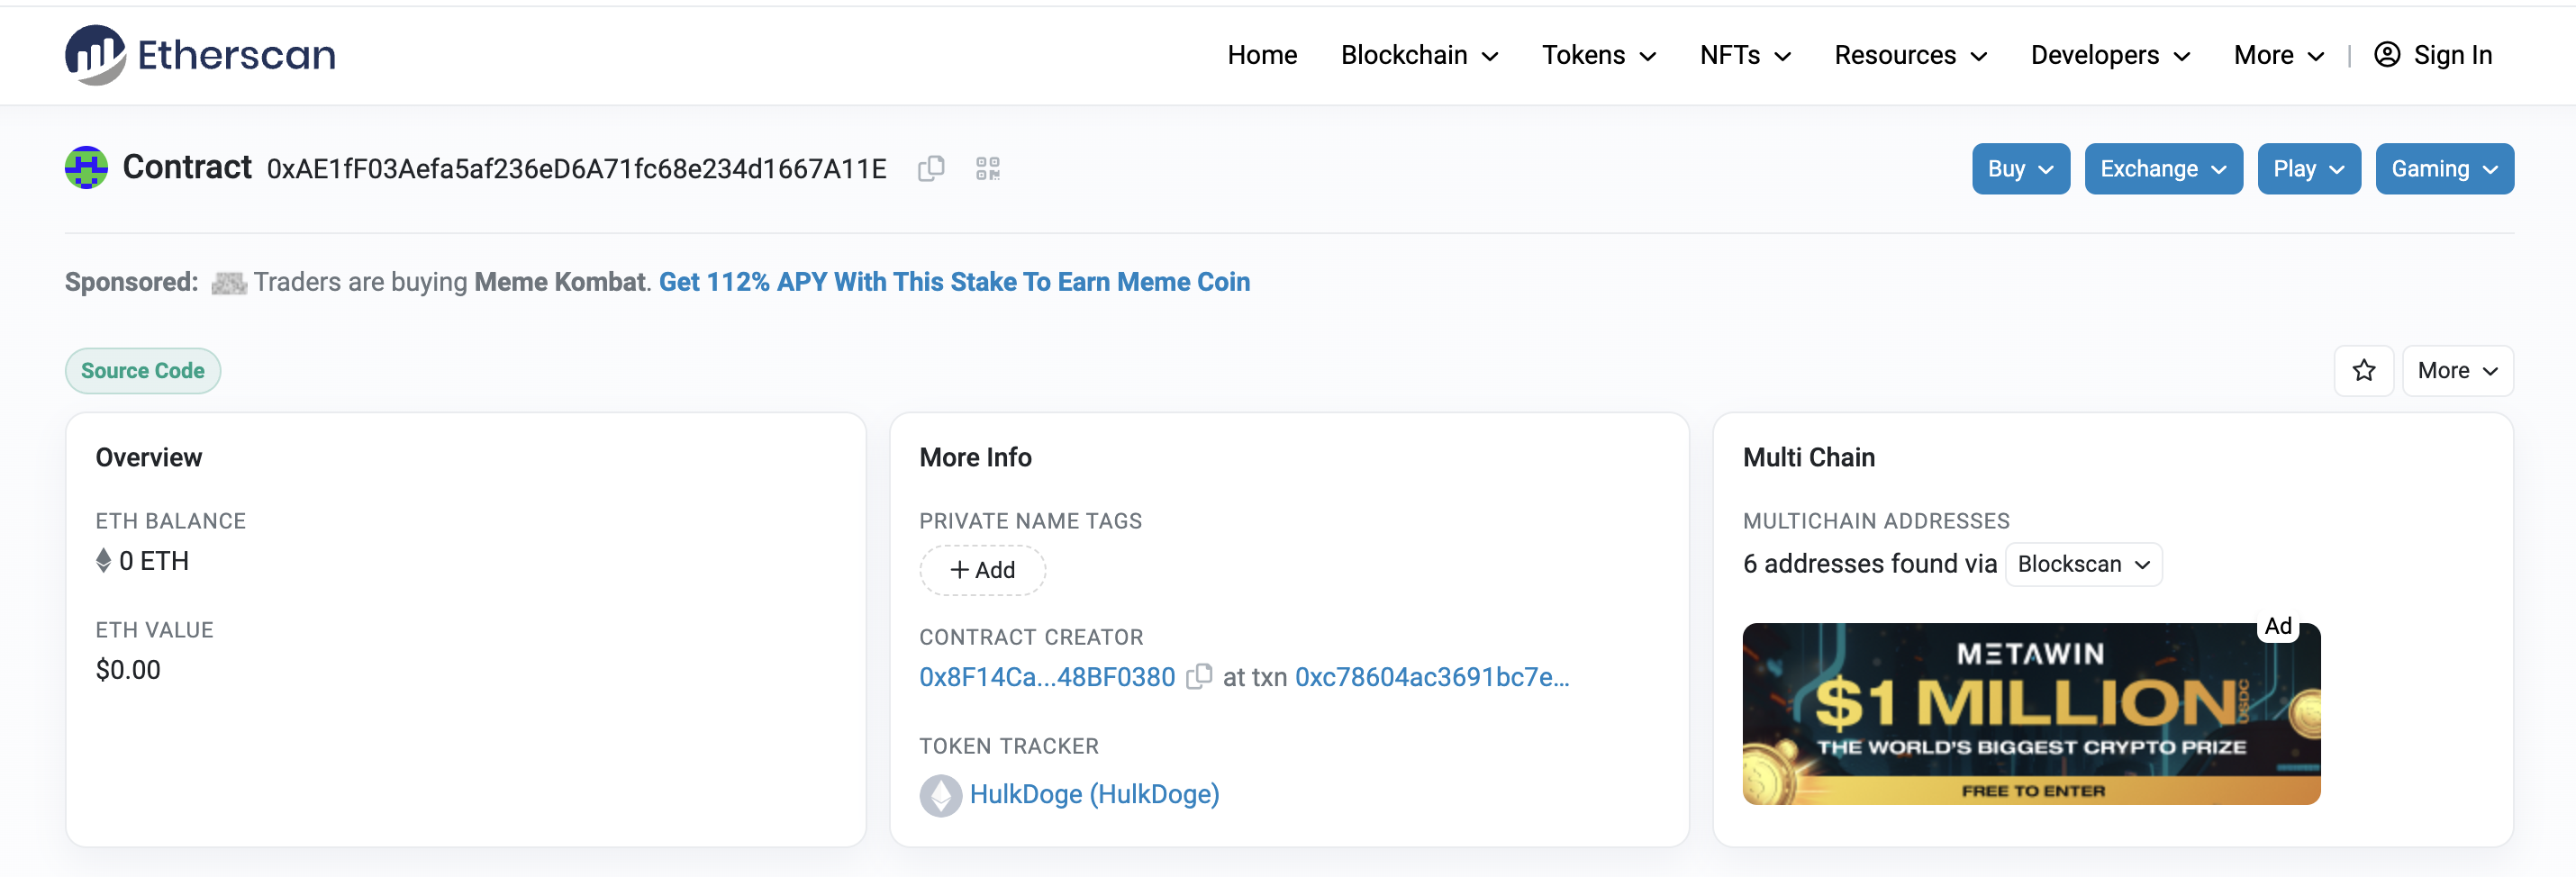 Etherscan
Home Blockchain Tokens NFTs Resources Developers More | Sign In
Contract 0xAE1fF03Aefa5af236eD6A71fc68e234d1667A11E
Buy Exchange Play Gaming
Sponsored: Traders are buying Meme Kombat. Get 112% APY With This Stake To Earn Meme Coin
Source Code
More
Overview
ETH BALANCE
0 ETH
ETH VALUE
$0.00
More Info
PRIVATE NAME TAGS
+ Add
CONTRACT CREATOR
0x8F14Ca...48BF0380 at txn 0xc78604ac3691bc7e...
TOKEN TRACKER
HulkDoge (HulkDoge)
Multi Chain
MULTICHAIN ADDRESSES
6 addresses found via Blockscan
Ad
METAWIN
$1 MILLION USDC
THE WORLD'S BIGGEST CRYPTO PRIZE
FREE TO ENTER